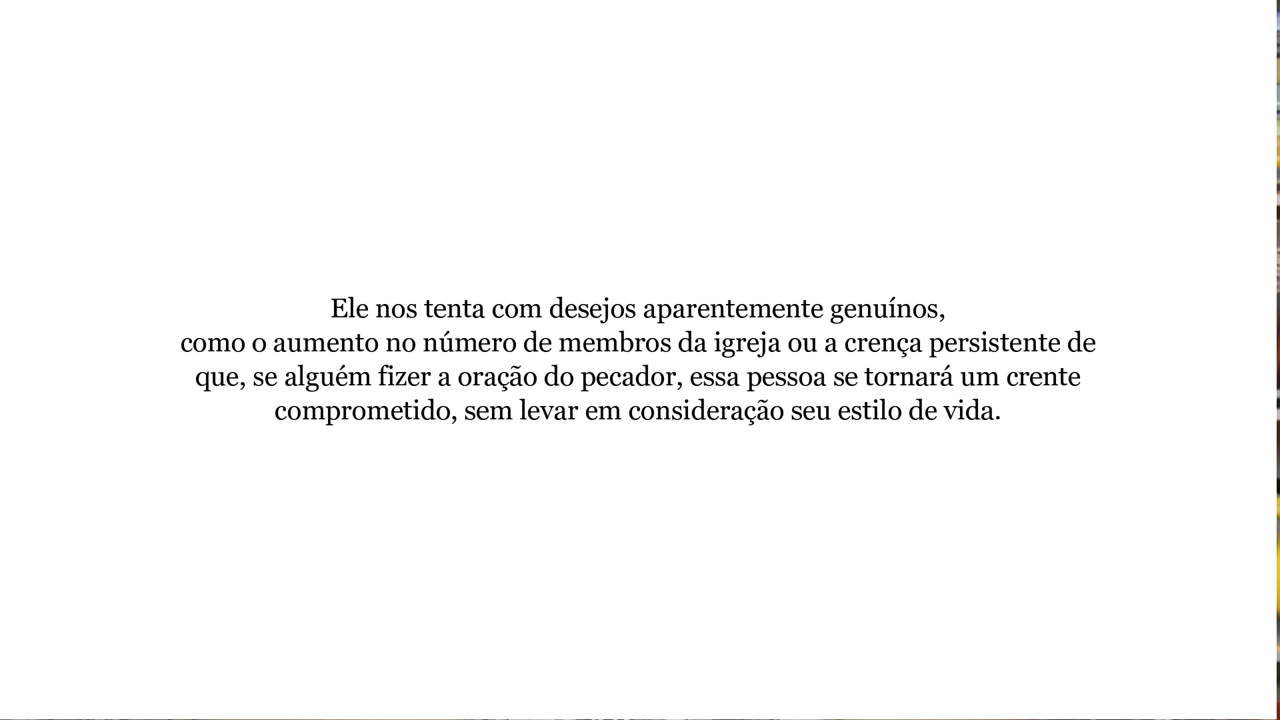 Ele nos tenta com desejos aparentemente genuínos,
como o aumento no número de membros da igreja ou a crença persistente de
que, se alguém fizer a oração do pecador, essa pessoa se tornará um crente
comprometido, sem levar em consideração seu estilo de vida.